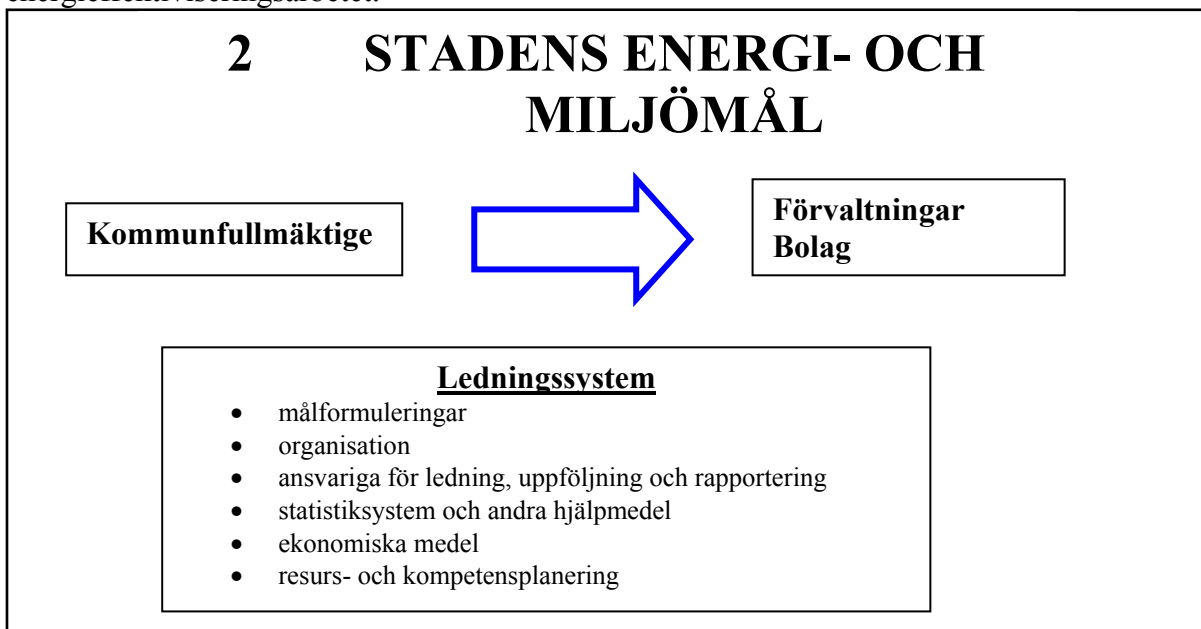 energieffektiviseringsarbetet.
2 STADENS ENERGI- OCH
MILJÖMÅL
Kommunfullmäktige
Förvaltningar
Bolag
Ledningssystem
• målformuleringar
• organisation
• ansvariga för ledning, uppföljning och rapportering
• statistiksystem och andra hjälpmedel
• ekonomiska medel
• resurs- och kompetensplanering